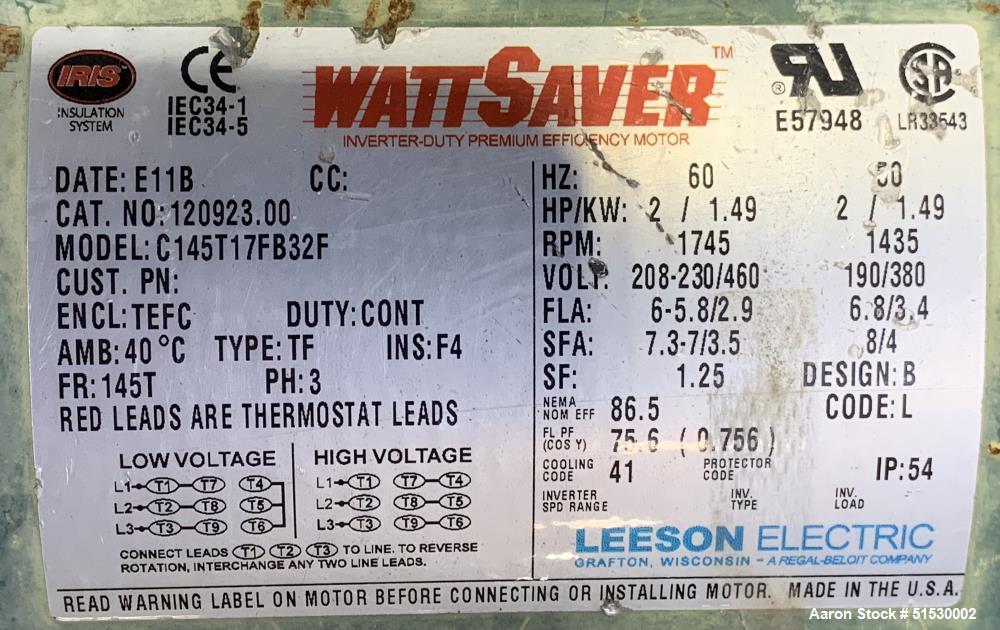 IRIS
INSULATION
SYSTEM
CE
IEC34-1
IEC34-5
WATTSAVER™
INVERTER-DUTY PREMIUM EFFICIENCY MOTOR
® RU
E57948
SA
LR33543
DATE: E11B CC:
CAT. NO: 120923.00
MODEL: C145T17FB32F
CUST. PN:
ENCL: TEFC DUTY: CONT
AMB: 40°C TYPE: TF INS: F4
FR: 145T PH: 3
RED LEADS ARE THERMOSTAT LEADS
LOW VOLTAGE
L1 T1 T7 T4
L2 T2 T8 T5
L3 T3 T9 T6
HIGH VOLTAGE
L1 T1 T7 T4
L2 T2 T8 T5
L3 T3 T9 T6
CONNECT LEADS T1 T2 T3 TO LINE. TO REVERSE
ROTATION, INTERCHANGE ANY TWO LINE LEADS.
HZ: 60 50
HP/KW: 2 / 1.49 2 / 1.49
RPM: 1745 1435
VOLT: 208-230/460 190/380
FLA: 6-5.8/2.9 6.8/3.4
SFA: 7.3-7/3.5 8/4
SF: 1.25 DESIGN: B
NEMA
NOM EFF 86.5 CODE: L
FL PF
(COS Y) 75.6 ( 0.756 )
COOLING
CODE 41 PROTECTOR
CODE IP: 54
INVERTER
SPD RANGE INV.
TYPE INV.
LOAD
LEESON ELECTRIC
GRAFTON, WISCONSIN – A REGAL-BELOIT COMPANY
READ WARNING LABEL ON MOTOR BEFORE CONNECTING OR INSTALLING MOTOR. MADE IN THE U.S.A.
Aaron Stock # 51530002